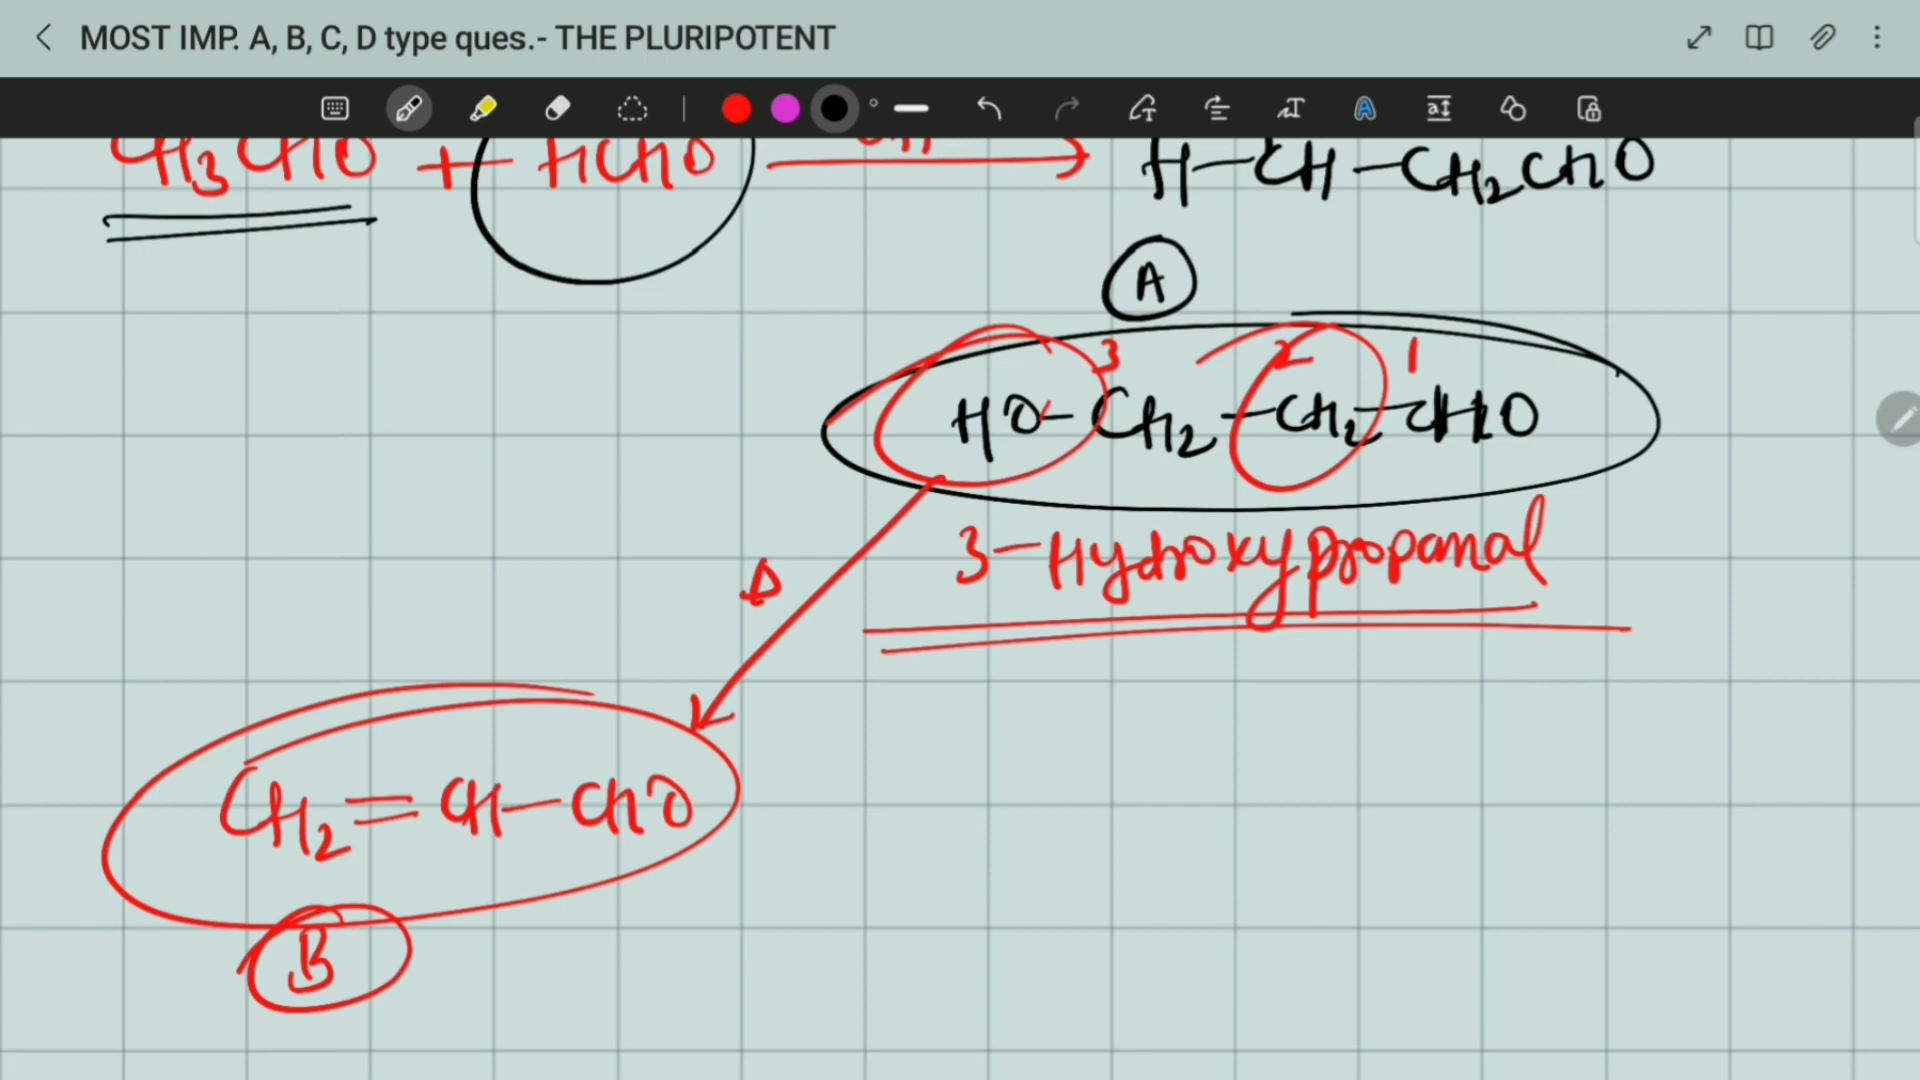 MOST IMP. A, B, C, D type ques.- THE PLURIPOTENT
CH3CHO + HCHO H-CH-CH2CHO
A
3 2 1
HO-CH2-CH2-CHO
3-Hydroxypropanal
Δ
CH2=CH-CHO
B